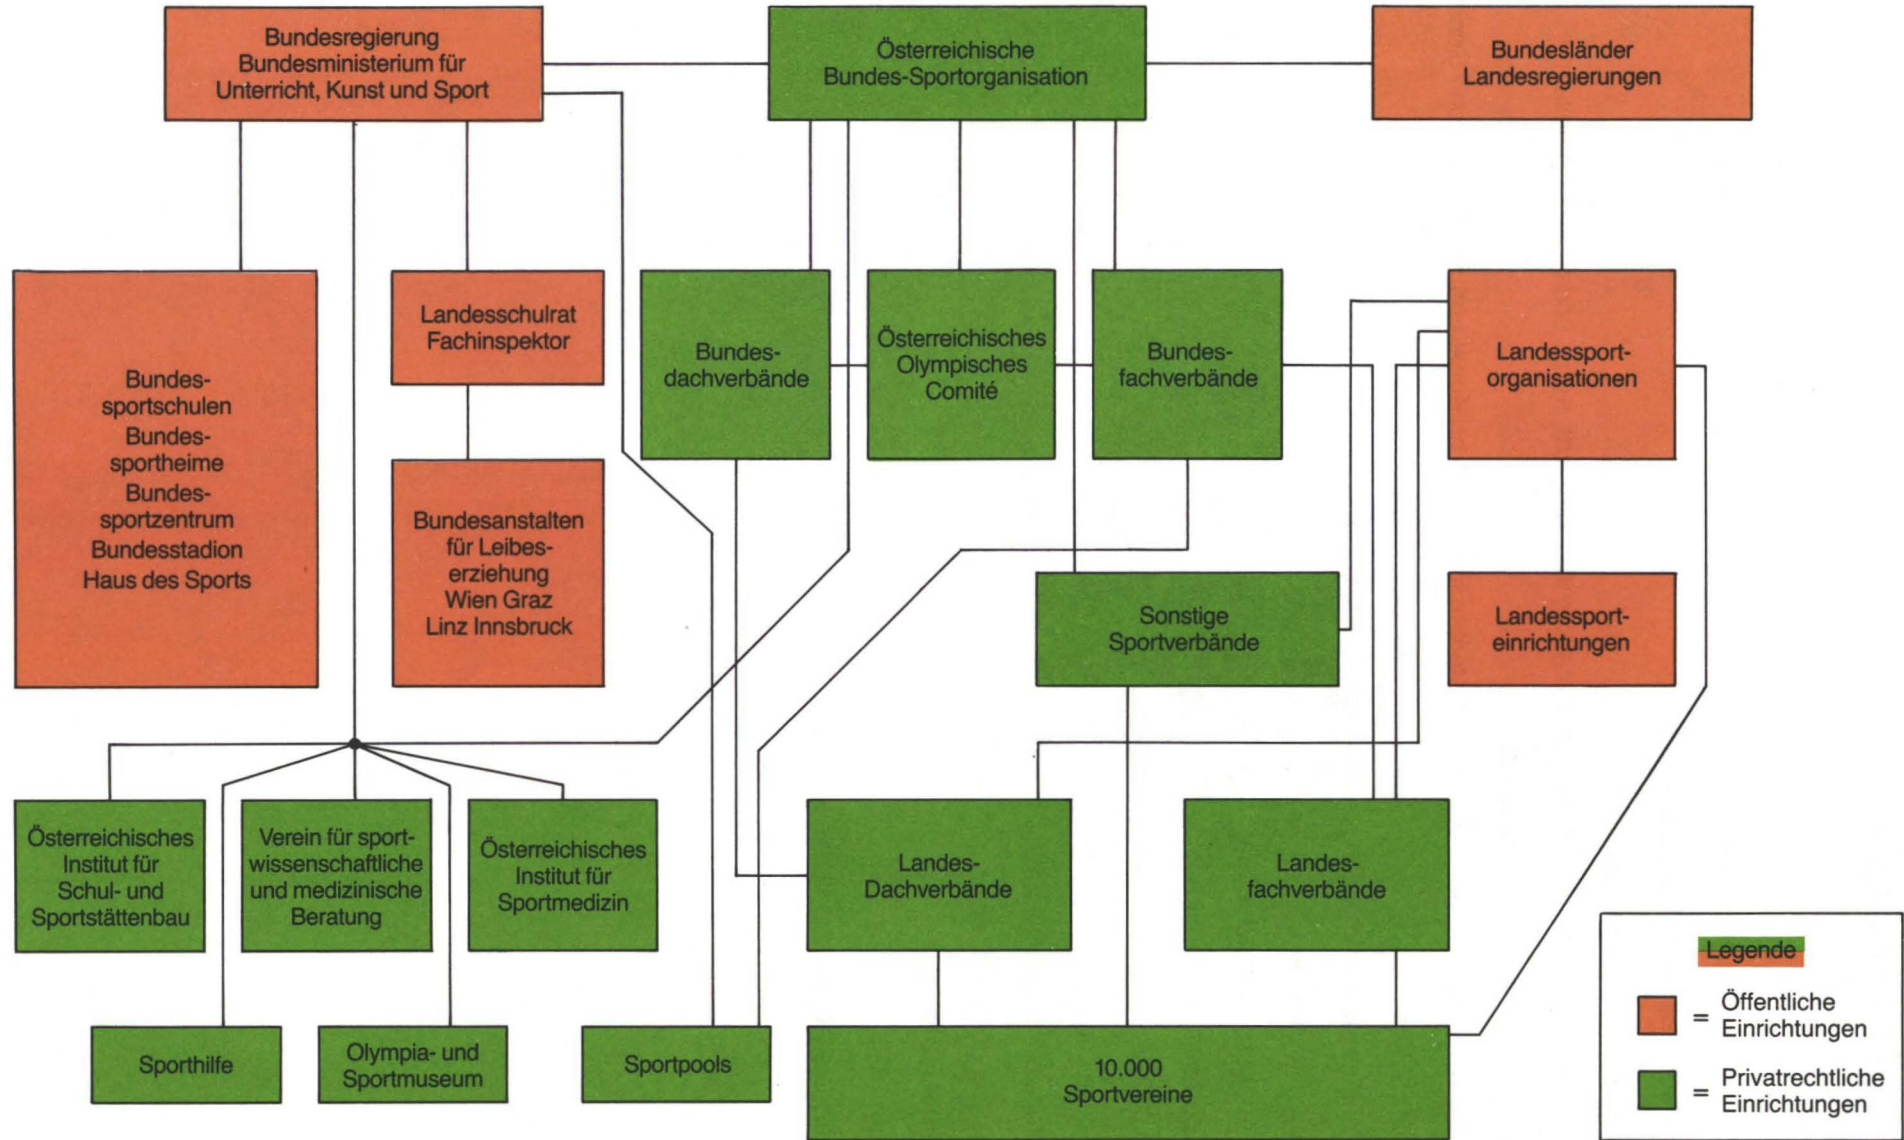 Bundesregierung
Bundesministerium für
Unterricht, Kunst und Sport
Österreichische
Bundes-Sportorganisation
Bundesländer
Landesregierungen
Bundes-
sportschulen
Bundes-
sportheime
Bundes-
sportzentrum
Bundesstadion
Haus des Sports
Landesschulrat
Fachinspektor
Bundesanstalten
für Leibes-
erziehung
Wien Graz
Linz Innsbruck
Bundes-
dachverbände
Österreichisches
Olympisches
Comité
Bundes-
fachverbände
Landessport-
organisationen
Sonstige
Sportverbände
Landessport-
einrichtungen
Österreichisches
Institut für
Schul- und
Sportstättenbau
Verein für sport-
wissenschaftliche
und medizinische
Beratung
Österreichisches
Institut für
Sportmedizin
Landes-
Dachverbände
Landes-
fachverbände
Sporthilfe
Olympia- und
Sportmuseum
Sportpools
10.000
Sportvereine
Legende
= Öffentliche
Einrichtungen
= Privatrechtliche
Einrichtungen